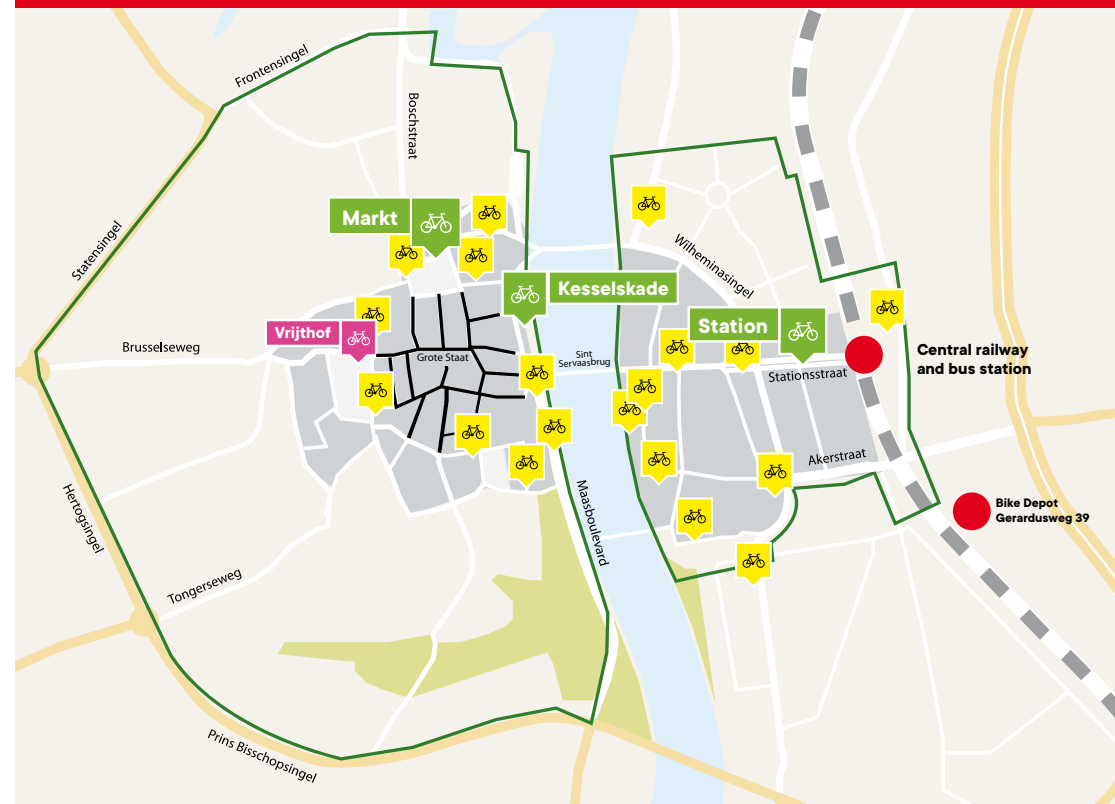 Frontensingel
Boschstraat
Statensingel
Markt
Wilheminasingel
Kesselskade
Vrijthof
Station
Brusselseweg
Grote Staat
Sint
Servaasbrug
Central railway
and bus station
Stationsstraat
Akerstraat
Hertogsingel
Maasboulevard
Bike Depot
Gerardusweg 39
Tongerseweg
Prins Bisschopsingel